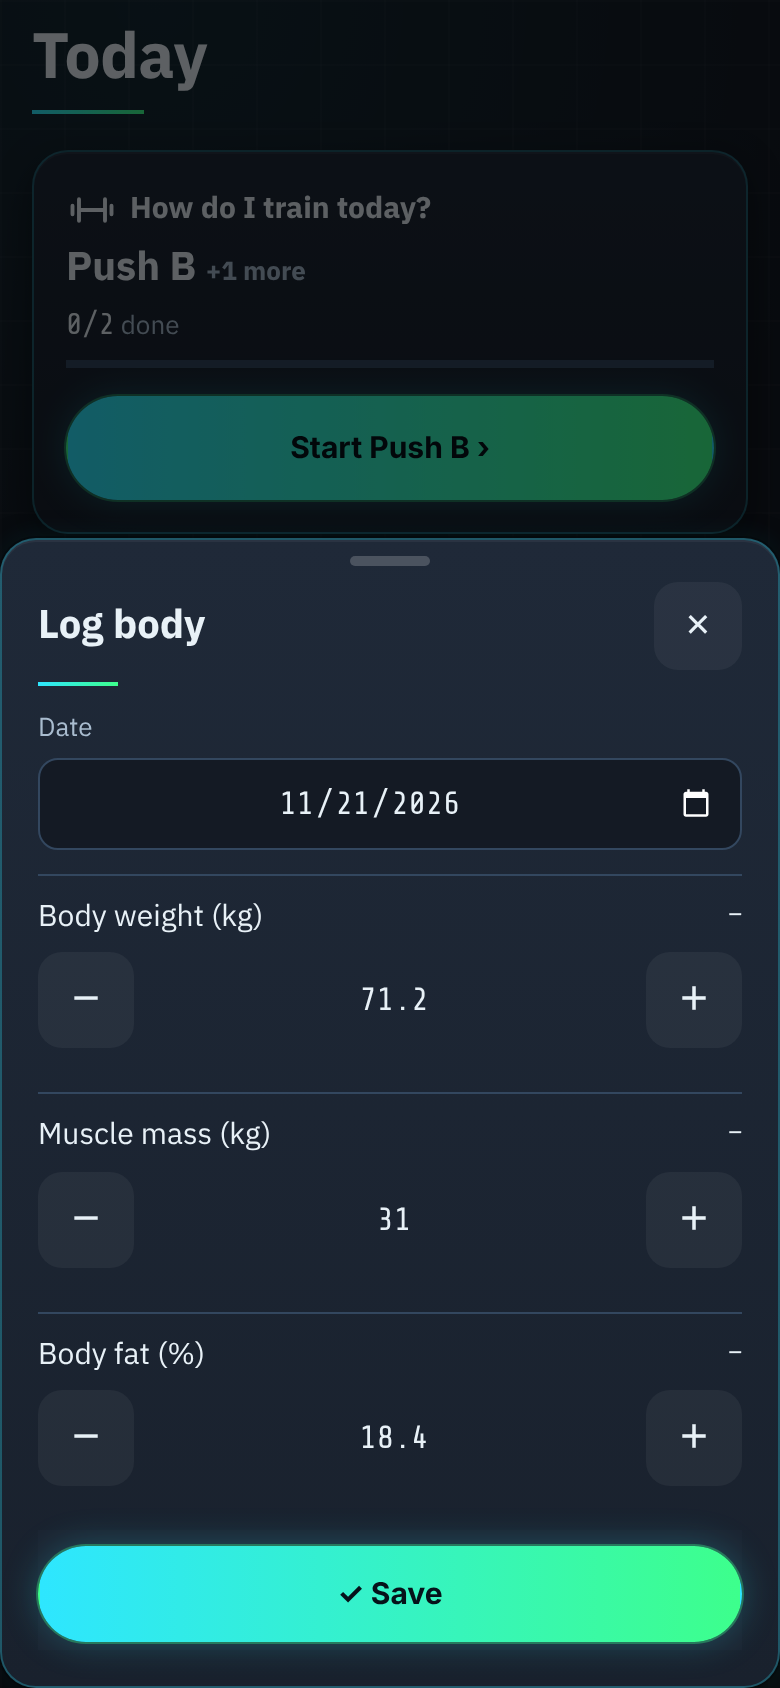 Today
How do I train today?
Push B +1 more
0/2 done
Start Push B ›
Log body
×
Date
11/21/2026
Body weight (kg) –
− 71.2 +
Muscle mass (kg) –
− 31 +
Body fat (%) –
− 18.4 +
✓ Save